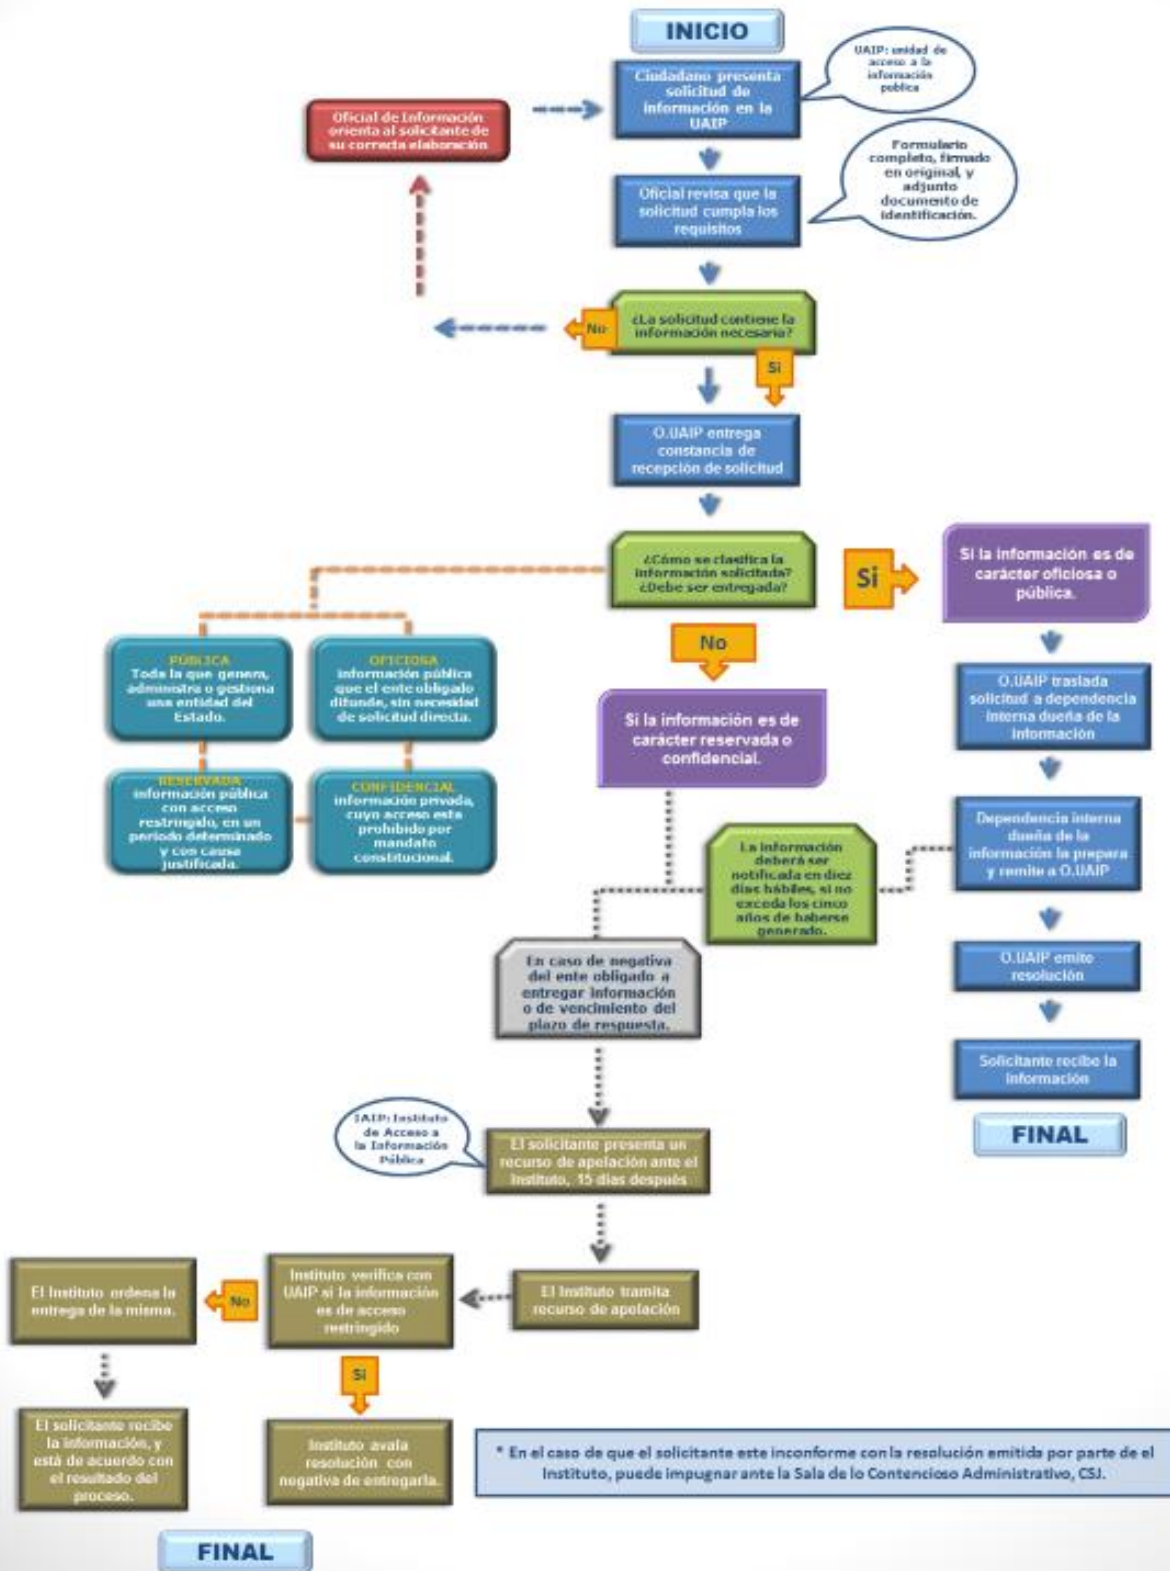 INICIO
Ciudadano presenta
solicitud de
información en la
UAIP
UAIP: unidad de
acceso a la
información
publica
Oficial de Información
orienta al solicitante de
su correcta elaboración
Oficial revisa que la
solicitud cumpla los
requisitos
Formulario
completo, firmado
en original, y
adjunto
documento de
identificación.
¿La solicitud contiene la
información necesaria?
No
Si
O.UAIP entrega
constancia de
recepción de solicitud
¿Cómo se clasifica la
información solicitada?
¿Debe ser entregada?
Si
Si la información es de
carácter oficiosa o
pública.
No
Si la información es de
carácter reservada o
confidencial.
PÚBLICA
Toda la que genera,
administra o gestiona
una entidad del
Estado.
OFICIOSA
información pública
que el ente obligado
difunde, sin necesidad
de solicitud directa.
RESERVADA
información pública
con acceso
restringido, en un
periodo determinado
y con causa
justificada.
CONFIDENCIAL
información privada,
cuyo acceso esta
prohibido por
mandato
constitucional.
O.UAIP traslada
solicitud a dependencia
interna dueña de la
información
Dependencia interna
dueña de la
información la prepara
y remite a O.UAIP
La información
deberá ser
notificada en diez
días hábiles, si no
exceda los cinco
años de haberse
generado.
O.UAIP emite
resolución
Solicitante recibe la
información
FINAL
En caso de negativa
del ente obligado a
entregar información
o de vencimiento del
plazo de respuesta.
IAIP: Instituto
de Acceso a
la Información
Pública
El solicitante presenta un
recurso de apelación ante el
Instituto, 15 días después
El Instituto tramita
recurso de apelación
Instituto verifica con
UAIP si la información
es de acceso
restringido
No
El Instituto ordena la
entrega de la misma.
Si
El solicitante recibe
la información, y
está de acuerdo con
el resultado del
proceso.
Instituto avala
resolución con
negativa de entregarla.
* En el caso de que el solicitante este inconforme con la resolución emitida por parte de el
Instituto, puede impugnar ante la Sala de lo Contencioso Administrativo, CSJ.
FINAL